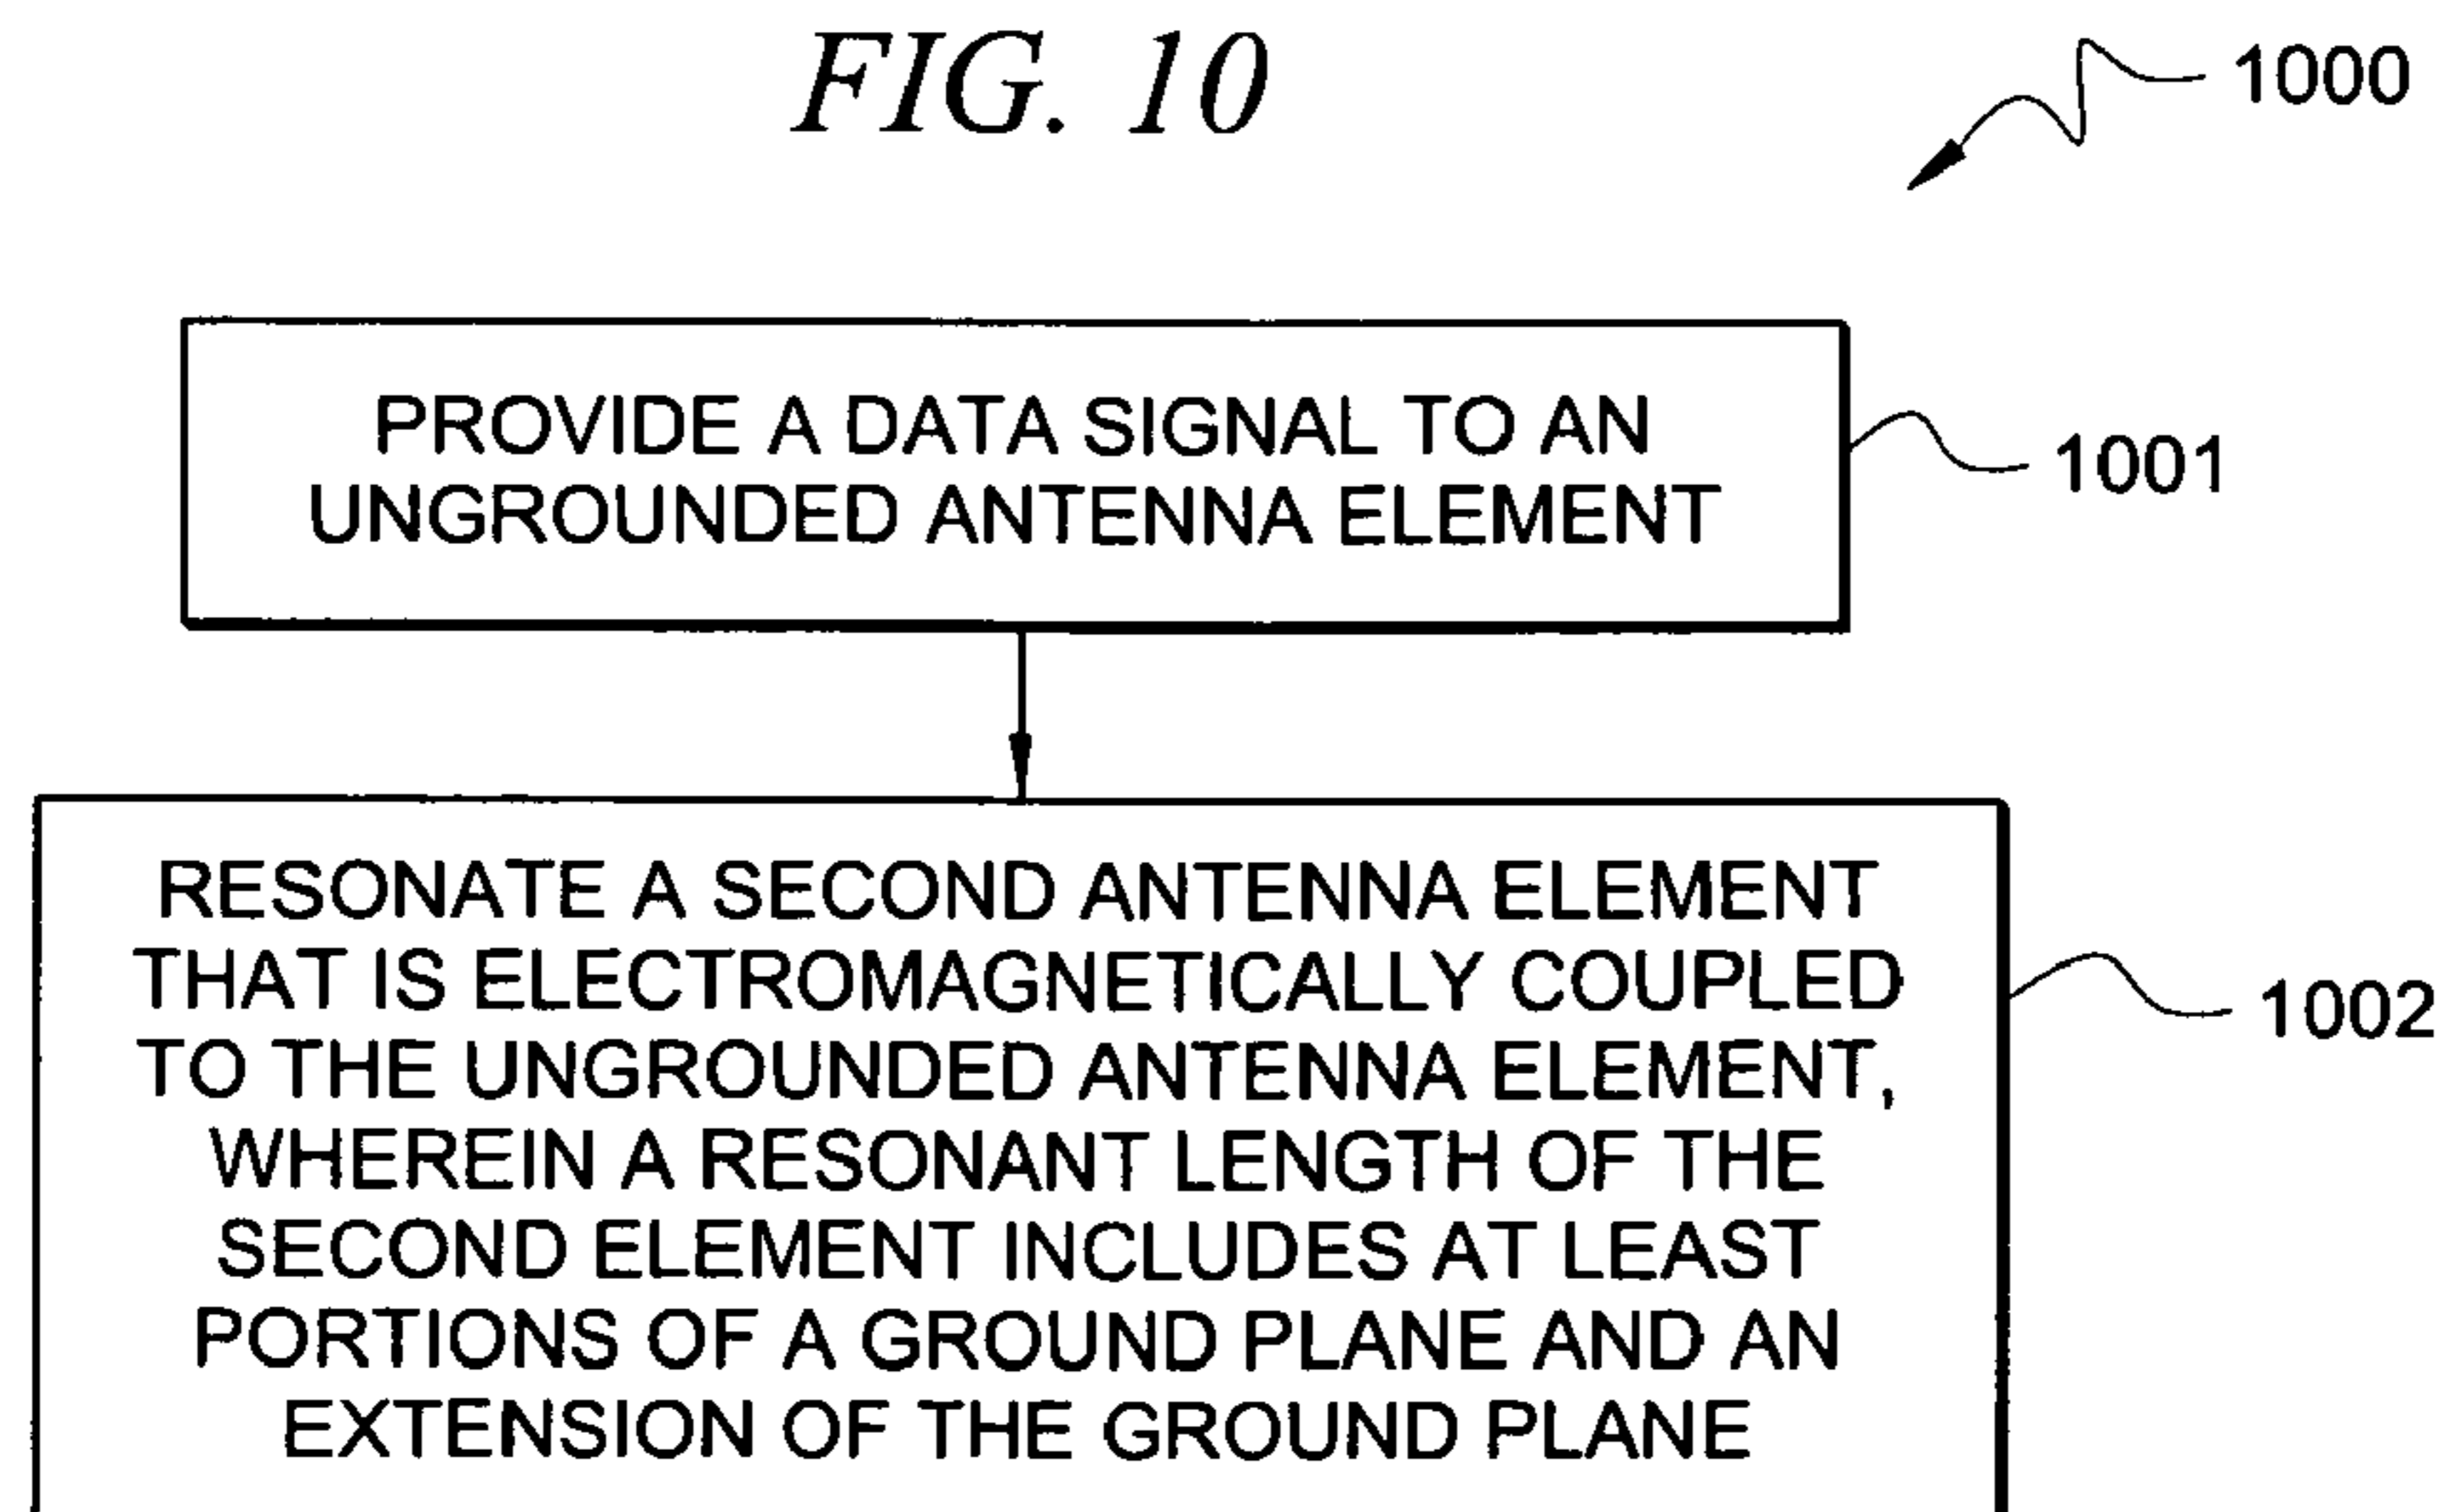 FIG. 10
1000
PROVIDE A DATA SIGNAL TO AN
UNGROUNDED ANTENNA ELEMENT
1001
RESONATE A SECOND ANTENNA ELEMENT
THAT IS ELECTROMAGNETICALLY COUPLED
TO THE UNGROUNDED ANTENNA ELEMENT,
WHEREIN A RESONANT LENGTH OF THE
SECOND ELEMENT INCLUDES AT LEAST
PORTIONS OF A GROUND PLANE AND AN
EXTENSION OF THE GROUND PLANE
1002